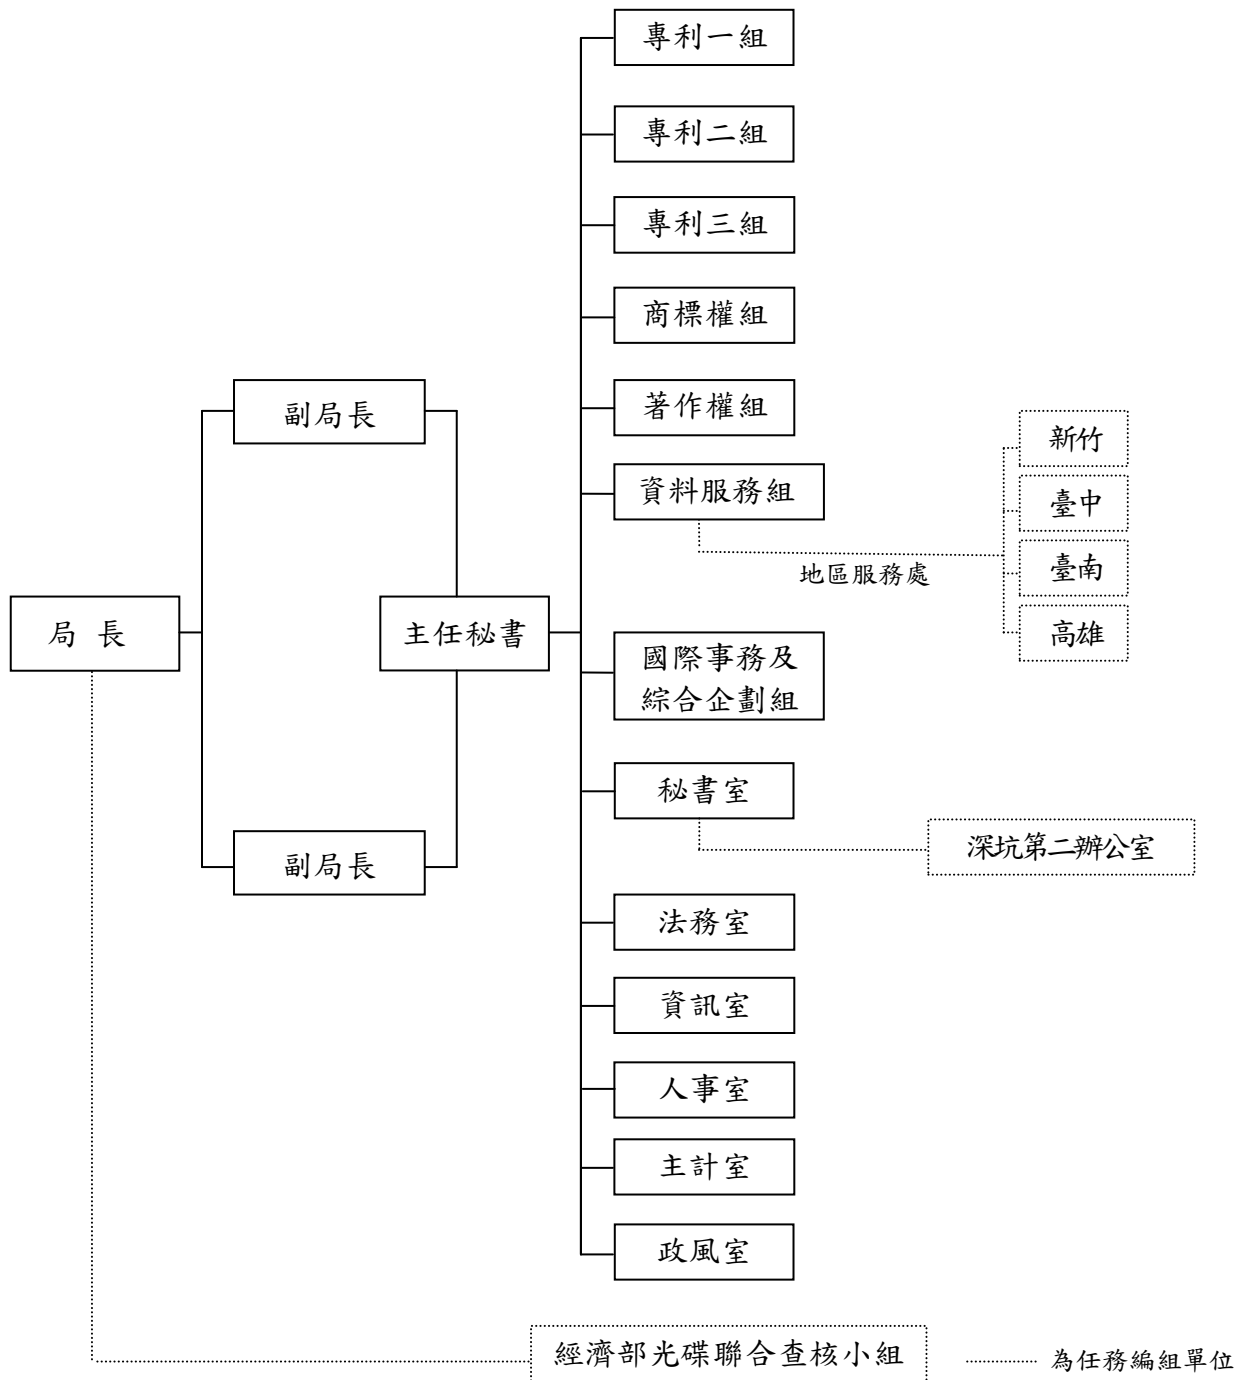 專利一組
專利二組
專利三組
商標權組
副局長
著作權組
新竹
資料服務組
臺中
地區服務處
臺南
局 長
主任秘書
高雄
國際事務及
綜合企劃組
秘書室
副局長
深坑第二辦公室
法務室
資訊室
人事室
主計室
政風室
經濟部光碟聯合查核小組
為任務編組單位